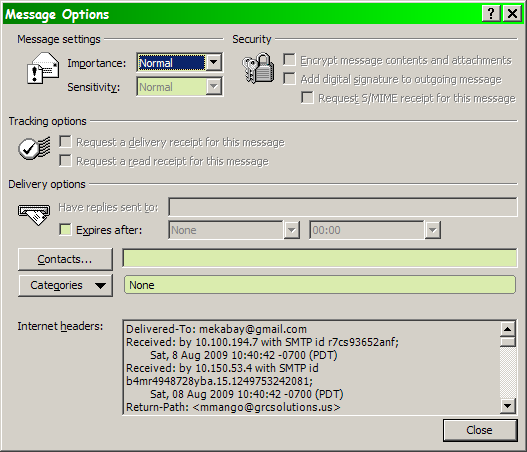 Message Options
Message settings
Security
Importance: Normal
Encrypt message contents and attachments
Add digital signature to outgoing message
Sensitivity: Normal
Request S/MIME receipt for this message
Tracking options
Request a delivery receipt for this message
Request a read receipt for this message
Delivery options
Have replies sent to:
Expires after: None 00:00
Contacts...
Categories None
Internet headers:
Delivered-To: mekabay@gmail.com
Received: by 10.100.194.7 with SMTP id r7cs93652anf;
Sat, 8 Aug 2009 10:40:42 -0700 (PDT)
Received: by 10.150.53.4 with SMTP id
b4mr4948728yba.15.1249753242081;
Sat, 08 Aug 2009 10:40:42 -0700 (PDT)
Return-Path: <mmango@grcsolutions.us>
Close